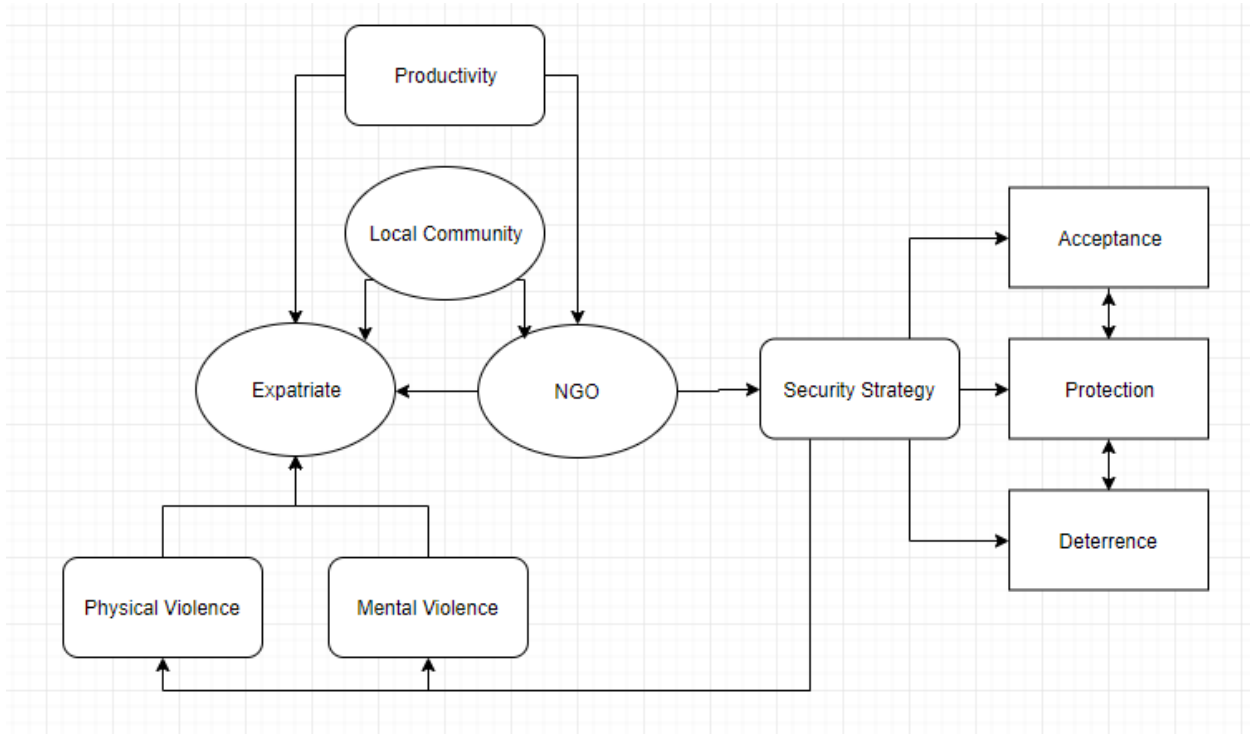 Productivity
Local Community
Acceptance
Expatriate
NGO
Security Strategy
Protection
Deterrence
Physical Violence
Mental Violence